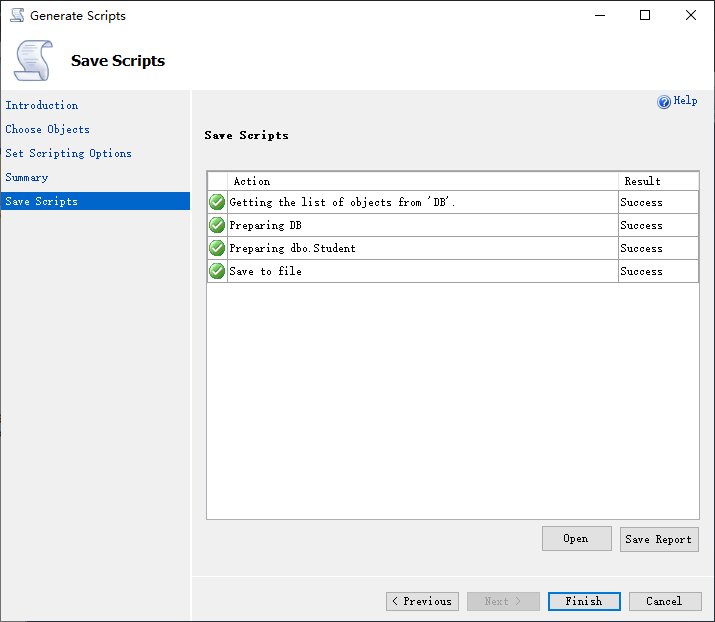 Generate Scripts
Save Scripts
Introduction
Choose Objects
Set Scripting Options
Summary
Save Scripts
Help
Save Scripts
Action Result
Getting the list of objects from 'DB'. Success
Preparing DB Success
Preparing dbo.Student Success
Save to file Success
Open Save Report
< Previous Next > Finish Cancel